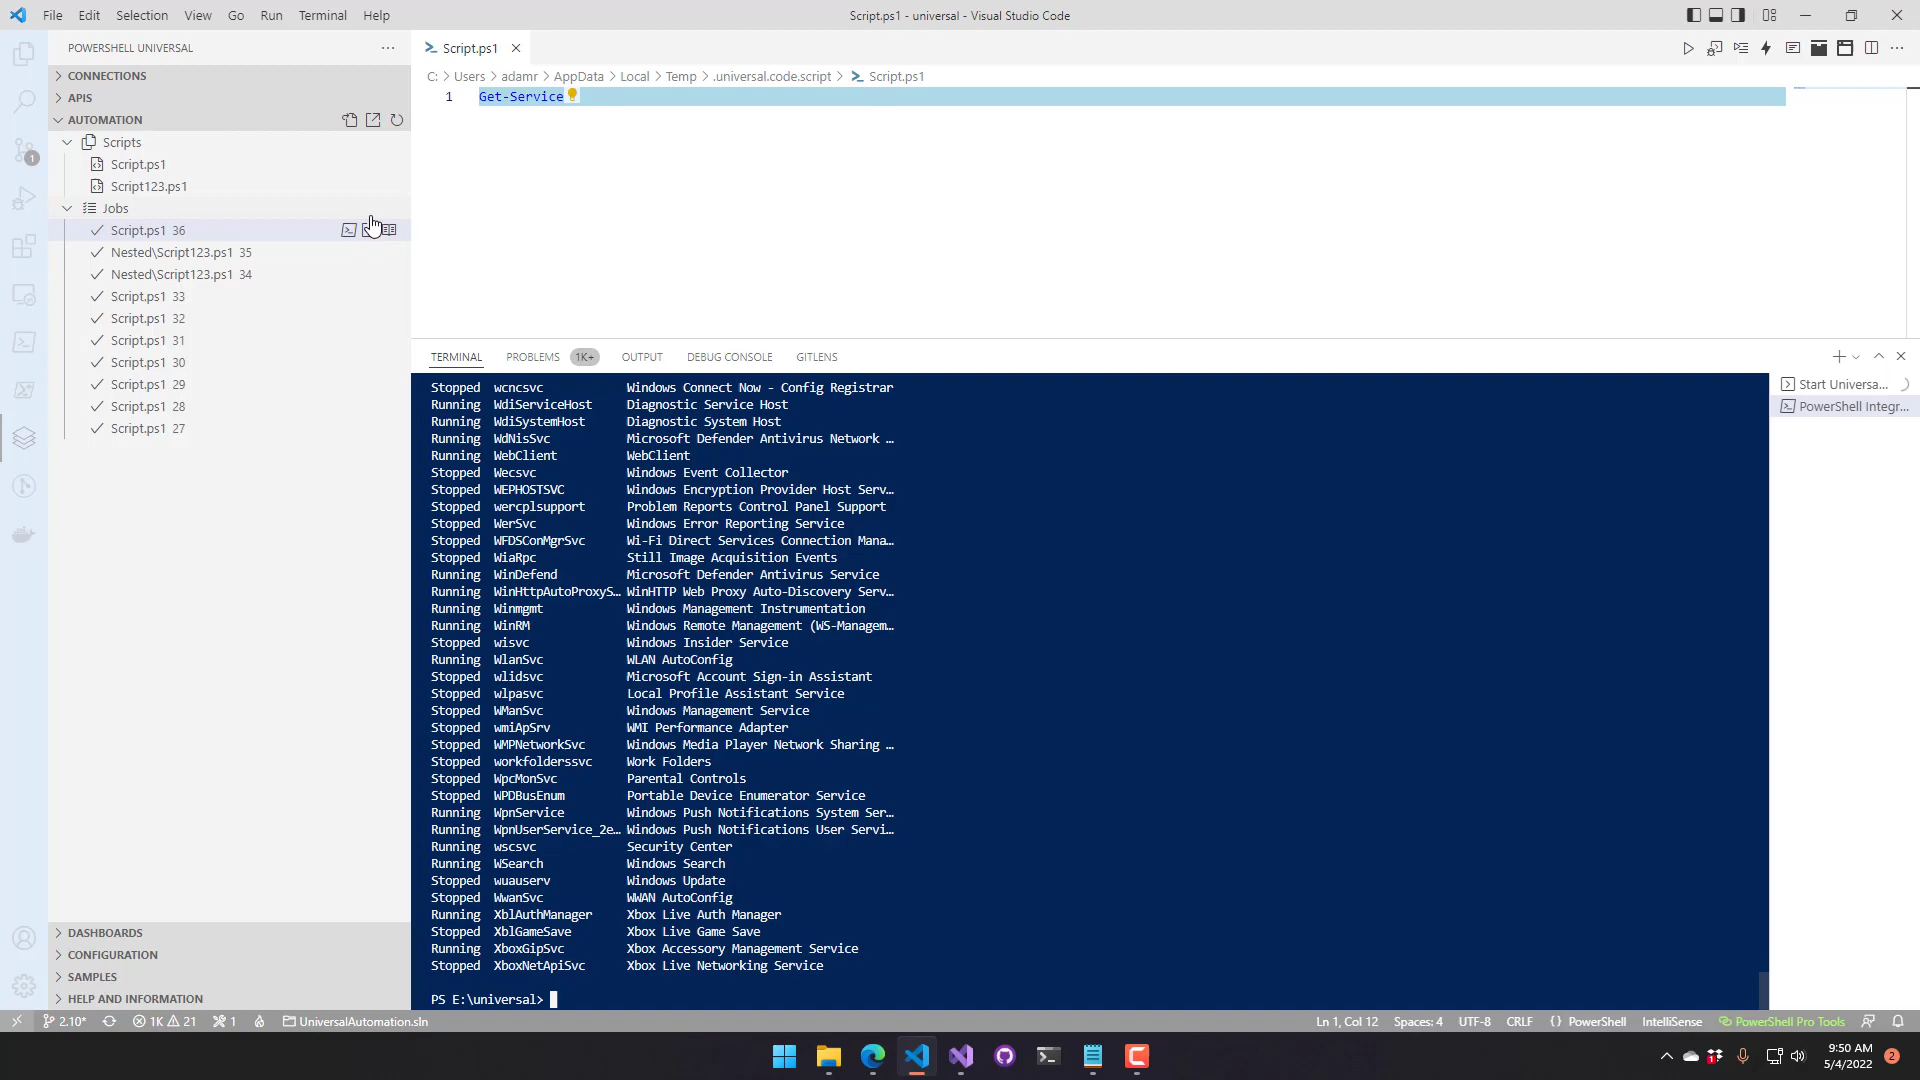 File Edit Selection View Go Run Terminal Help
Script.ps1 - universal - Visual Studio Code
POWERSHELL UNIVERSAL
CONNECTIONS
APIS
AUTOMATION
Scripts
Script.ps1
Script123.ps1
Jobs
Script.ps1 36
Nested\Script123.ps1 35
Nested\Script123.ps1 34
Script.ps1 33
Script.ps1 32
Script.ps1 31
Script.ps1 30
Script.ps1 29
Script.ps1 28
Script.ps1 27
DASHBOARDS
CONFIGURATION
SAMPLES
HELP AND INFORMATION
1
Script.ps1
C: > Users > adamr > AppData > Local > Temp > .universal.code.script > Script.ps1
1 Get-Service
TERMINAL PROBLEMS 1K+ OUTPUT DEBUG CONSOLE GITLENS
Stopped wcncsvc Windows Connect Now - Config Registrar
Running WdiServiceHost Diagnostic Service Host
Running WdiSystemHost Diagnostic System Host
Running WdNisSvc Microsoft Defender Antivirus Network …
Running WebClient WebClient
Stopped Wecsvc Windows Event Collector
Stopped WEPHOSTSVC Windows Encryption Provider Host Serv…
Stopped wercplsupport Problem Reports Control Panel Support
Stopped WerSvc Windows Error Reporting Service
Stopped WFDSConMgrSvc Wi-Fi Direct Services Connection Mana…
Stopped WiaRpc Still Image Acquisition Events
Running WinDefend Microsoft Defender Antivirus Service
Running WinHttpAutoProxyS… WinHTTP Web Proxy Auto-Discovery Serv…
Running Winmgmt Windows Management Instrumentation
Running WinRM Windows Remote Management (WS-Managem…
Stopped wisvc Windows Insider Service
Running WlanSvc WLAN AutoConfig
Stopped wlidsvc Microsoft Account Sign-in Assistant
Stopped wlpasvc Local Profile Assistant Service
Stopped WManSvc Windows Management Service
Stopped wmiApSrv WMI Performance Adapter
Stopped WMPNetworkSvc Windows Media Player Network Sharing …
Stopped workfolderssvc Work Folders
Stopped WpcMonSvc Parental Controls
Stopped WPDBusEnum Portable Device Enumerator Service
Running WpnService Windows Push Notifications System Ser…
Running WpnUserService_2e… Windows Push Notifications User Servi…
Running wscsvc Security Center
Running WSearch Windows Search
Stopped wuauserv Windows Update
Stopped WwanSvc WWAN AutoConfig
Running XblAuthManager Xbox Live Auth Manager
Stopped XblGameSave Xbox Live Game Save
Running XboxGipSvc Xbox Accessory Management Service
Stopped XboxNetApiSvc Xbox Live Networking Service
PS E:\universal>
Start Universa...
PowerShell Integr...
2.10* 1K 21 1 UniversalAutomation.sln
Ln 1, Col 12 Spaces: 4 UTF-8 CRLF {} PowerShell IntelliSense PowerShell Pro Tools
1
9:50 AM
5/4/2022
2